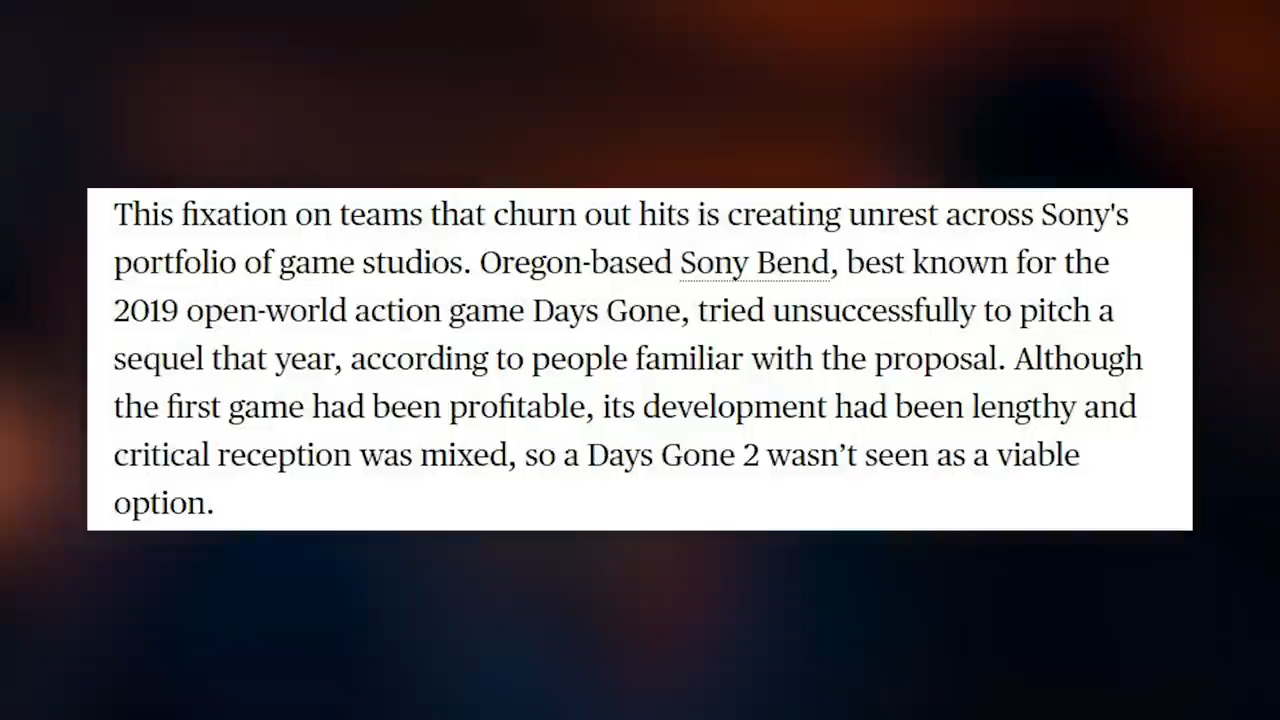 This fixation on teams that churn out hits is creating unrest across Sony's
portfolio of game studios. Oregon-based Sony Bend, best known for the
2019 open-world action game Days Gone, tried unsuccessfully to pitch a
sequel that year, according to people familiar with the proposal. Although
the first game had been profitable, its development had been lengthy and
critical reception was mixed, so a Days Gone 2 wasn’t seen as a viable
option.